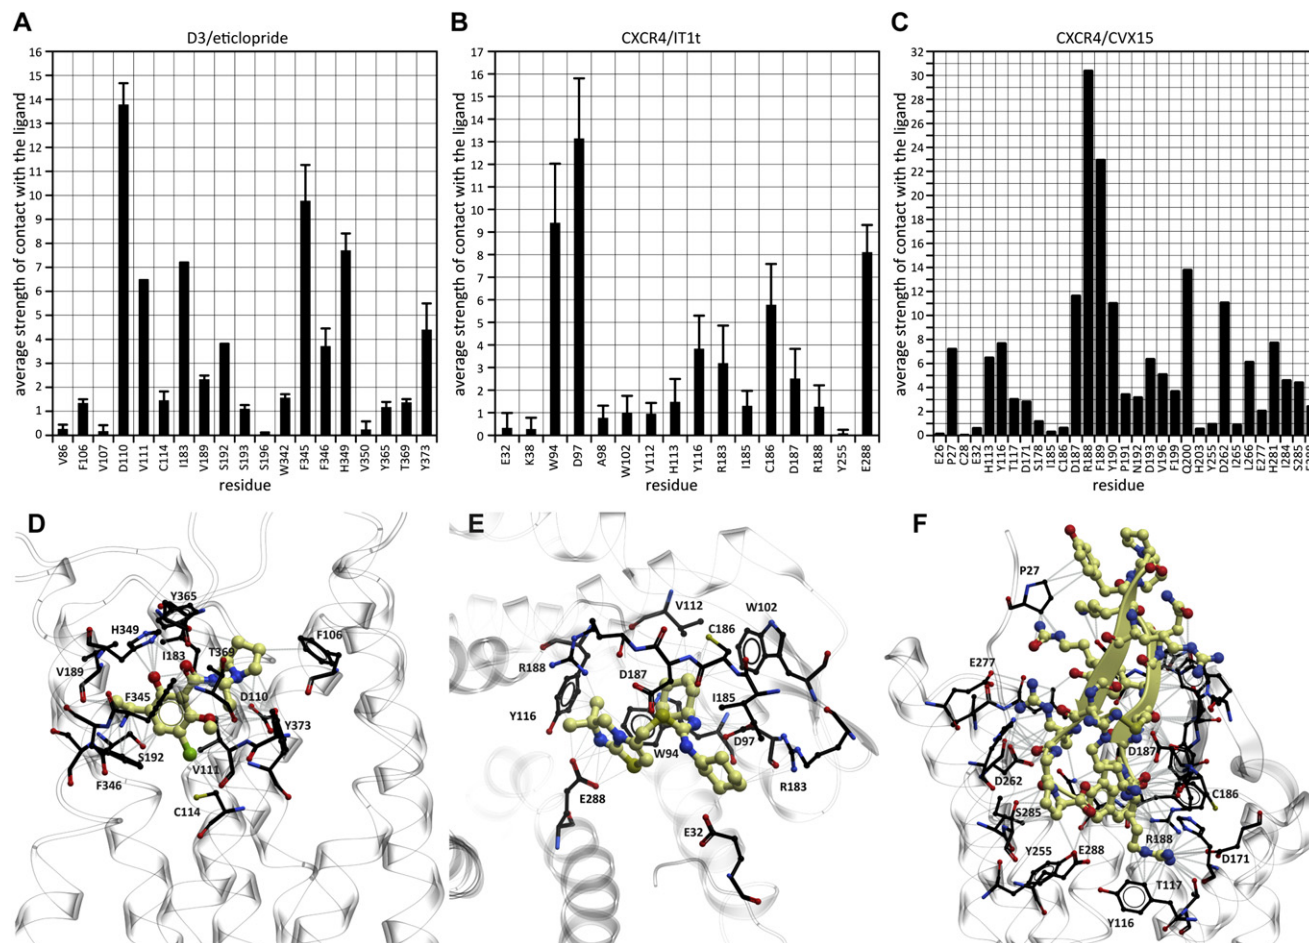 A
D3/eticlopride
average strength of contact with the ligand
16
15
14
13
12
11
10
9
8
7
6
5
4
3
2
1
0
V86 F106 V107 D110 V111 C114 I183 V189 S192 S193 S196 W342 F345 F346 H349 V350 Y365 T369 Y373
residue
B
CXCR4/IT1t
average strength of contact with the ligand
17
16
15
14
13
12
11
10
9
8
7
6
5
4
3
2
1
0
E32 K38 W94 D97 A98 W102 V112 H113 Y116 R183 I185 C186 D187 R188 Y255 E288
residue
C
CXCR4/CVX15
average strength of contact with the ligand
32
30
28
26
24
22
20
18
16
14
12
10
8
6
4
2
0
E26 P27 C28 E32 H113 Y116 T117 D171 S178 I185 C186 D187 R188 F189 Y190 P191 N192 D193 V196 F199 Q200 H203 Y255 D262 I265 L266 E277 H281 I284 S285 E288
residue
D
Y365
H349
F106
I183
T369
V189
F345
D110
Y373
S192
V111
F346
C114
E
V112
W102
C186
R188
D187
I185
Y116
D97
W94
R183
E288
E32
F
P27
E277
D187
D262
C186
S285
R188
Y255
E288
D171
T117
Y116